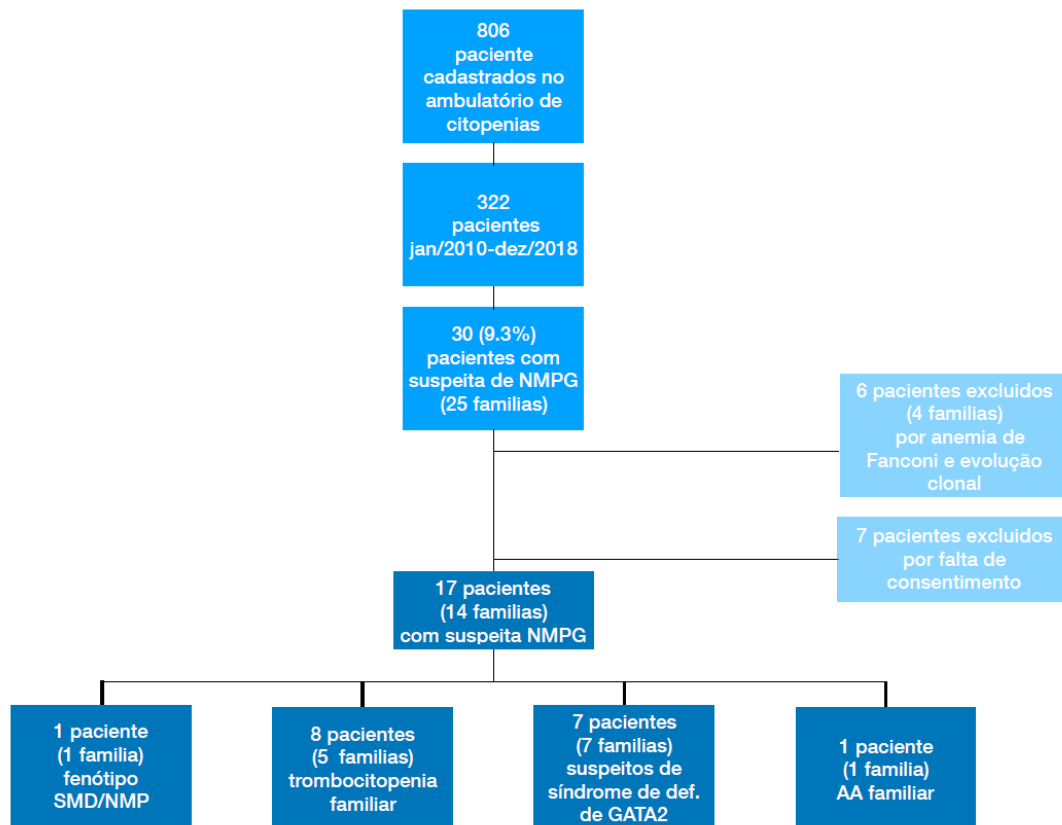 806
paciente
cadastrados no
ambulatório de
citopenias
322
pacientes
jan/2010-dez/2018
30 (9.3%)
pacientes com
suspeita de NMPG
(25 familias)
6 pacientes excluidos
(4 familias)
por anemia de
Fanconi e evolução
clonal
7 pacientes excluidos
por falta de
consentimento
17 pacientes
(14 familias)
com suspeita NMPG
1 paciente
(1 familia)
fenótipo
SMD/NMP
8 pacientes
(5 familias)
trombocitopenia
familiar
7 pacientes
(7 familias)
suspeitos de
síndrome de def.
de GATA2
1 paciente
(1 familia)
AA familiar